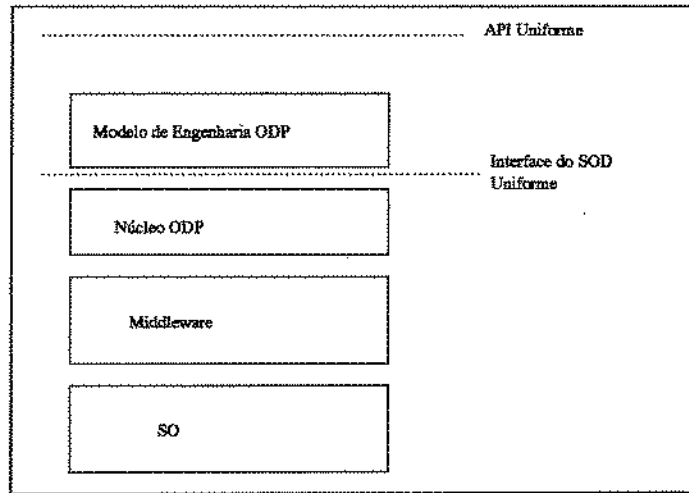 API Uniforme
Modelo de Engenharia ODP
Interface do SOD
Uniforme
Núcleo ODP
Middleware
SO